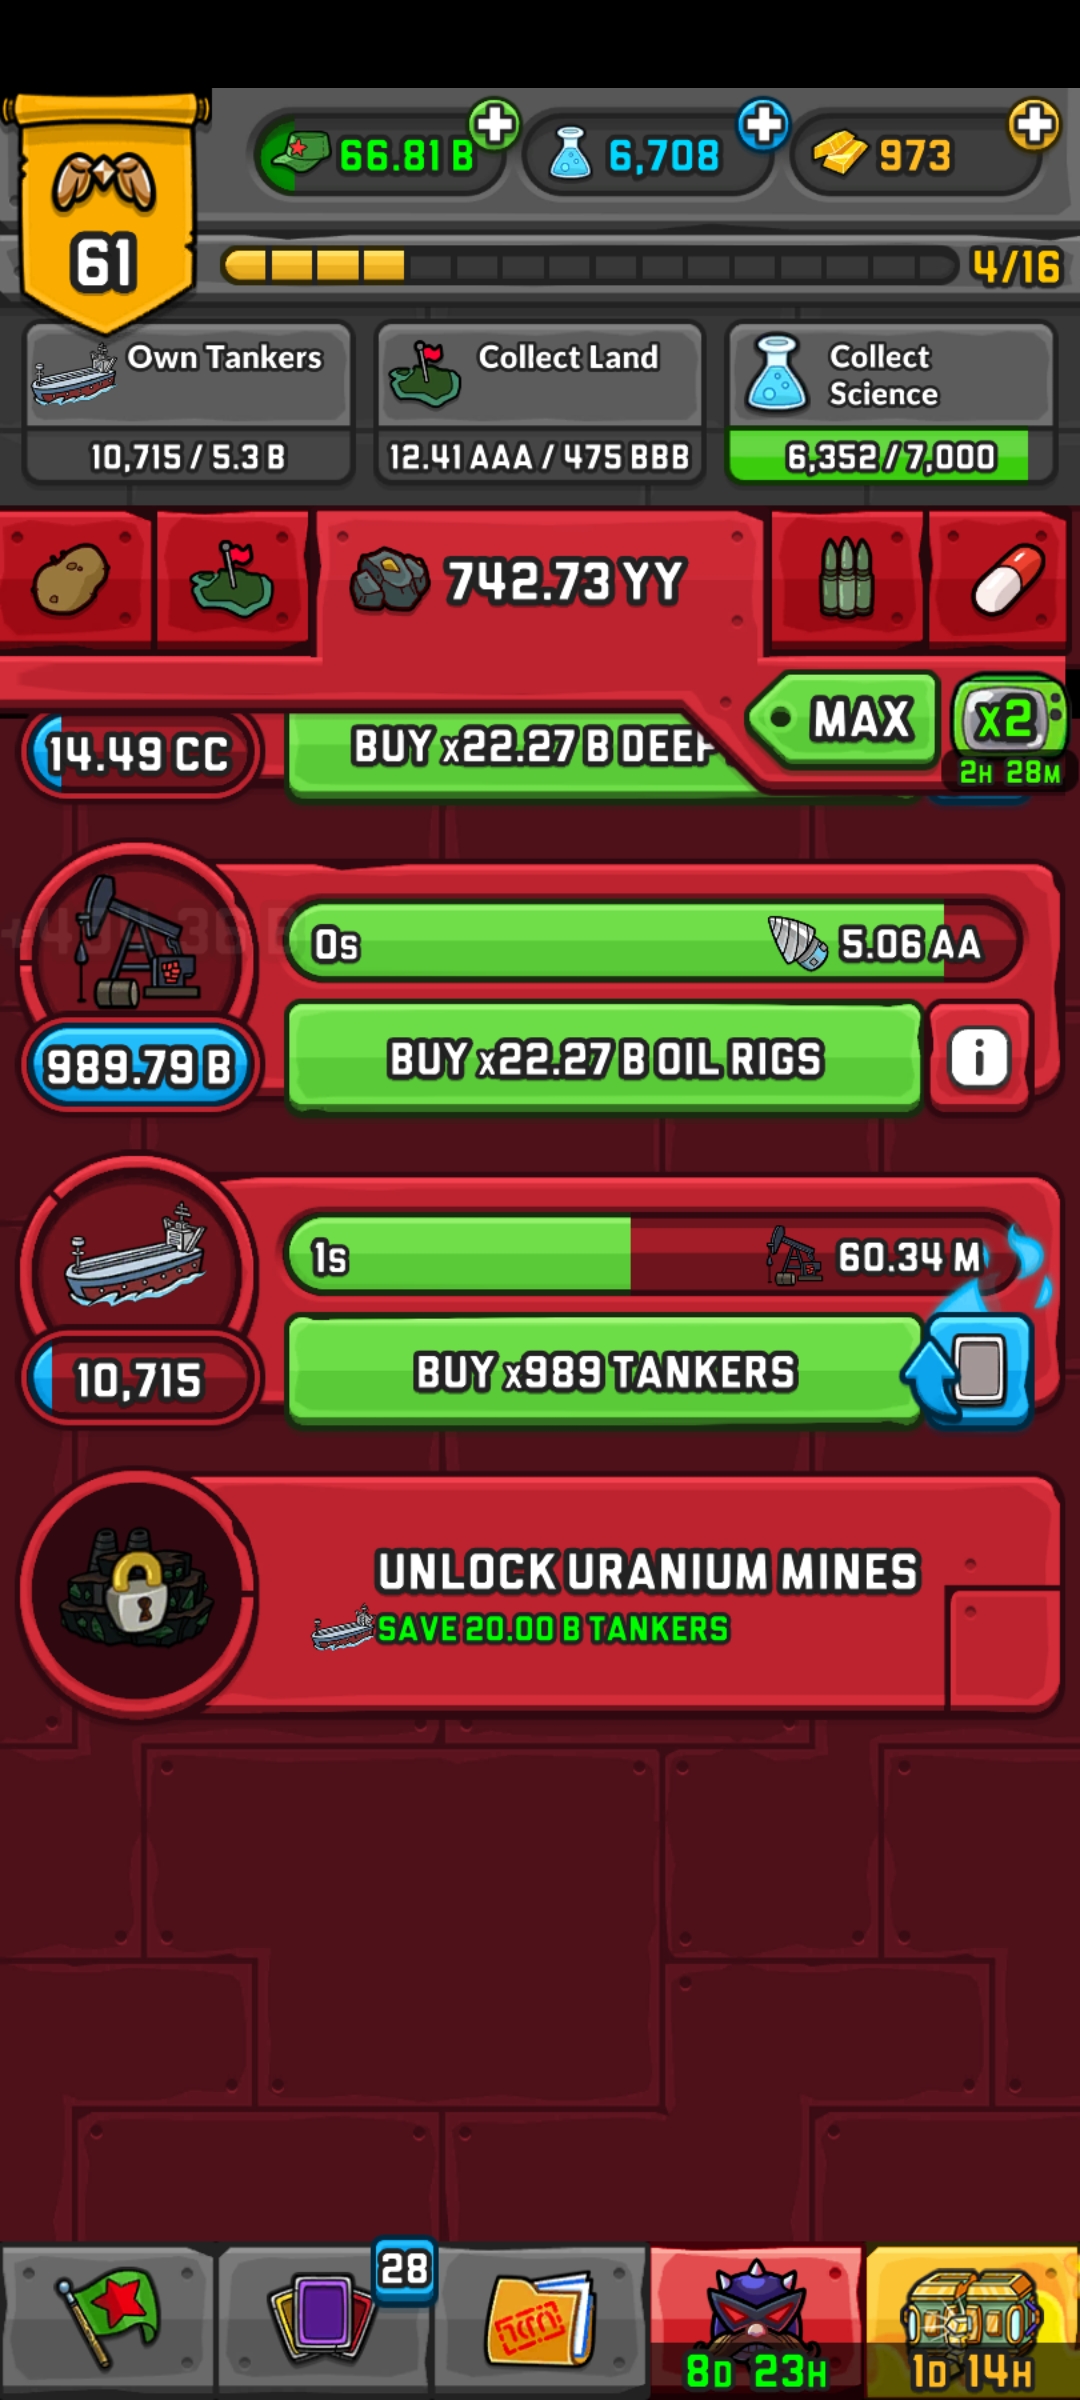 66.81 B
6,708
973
61
4/16
Own Tankers
10,715 / 5.3 B
Collect Land
12.41 AAA / 475 BBB
Collect
Science
6,352 / 7,000
742.73 YY
MAX
x2
2H 28M
14.49 CC
BUY x22.27 B DEEP
0s
5.06 AA
989.79 B
BUY x22.27 B OIL RIGS
i
1s
60.34 M
10,715
BUY x989 TANKERS
UNLOCK URANIUM MINES
SAVE 20.00 B TANKERS
28
8D 23H
1D 14H